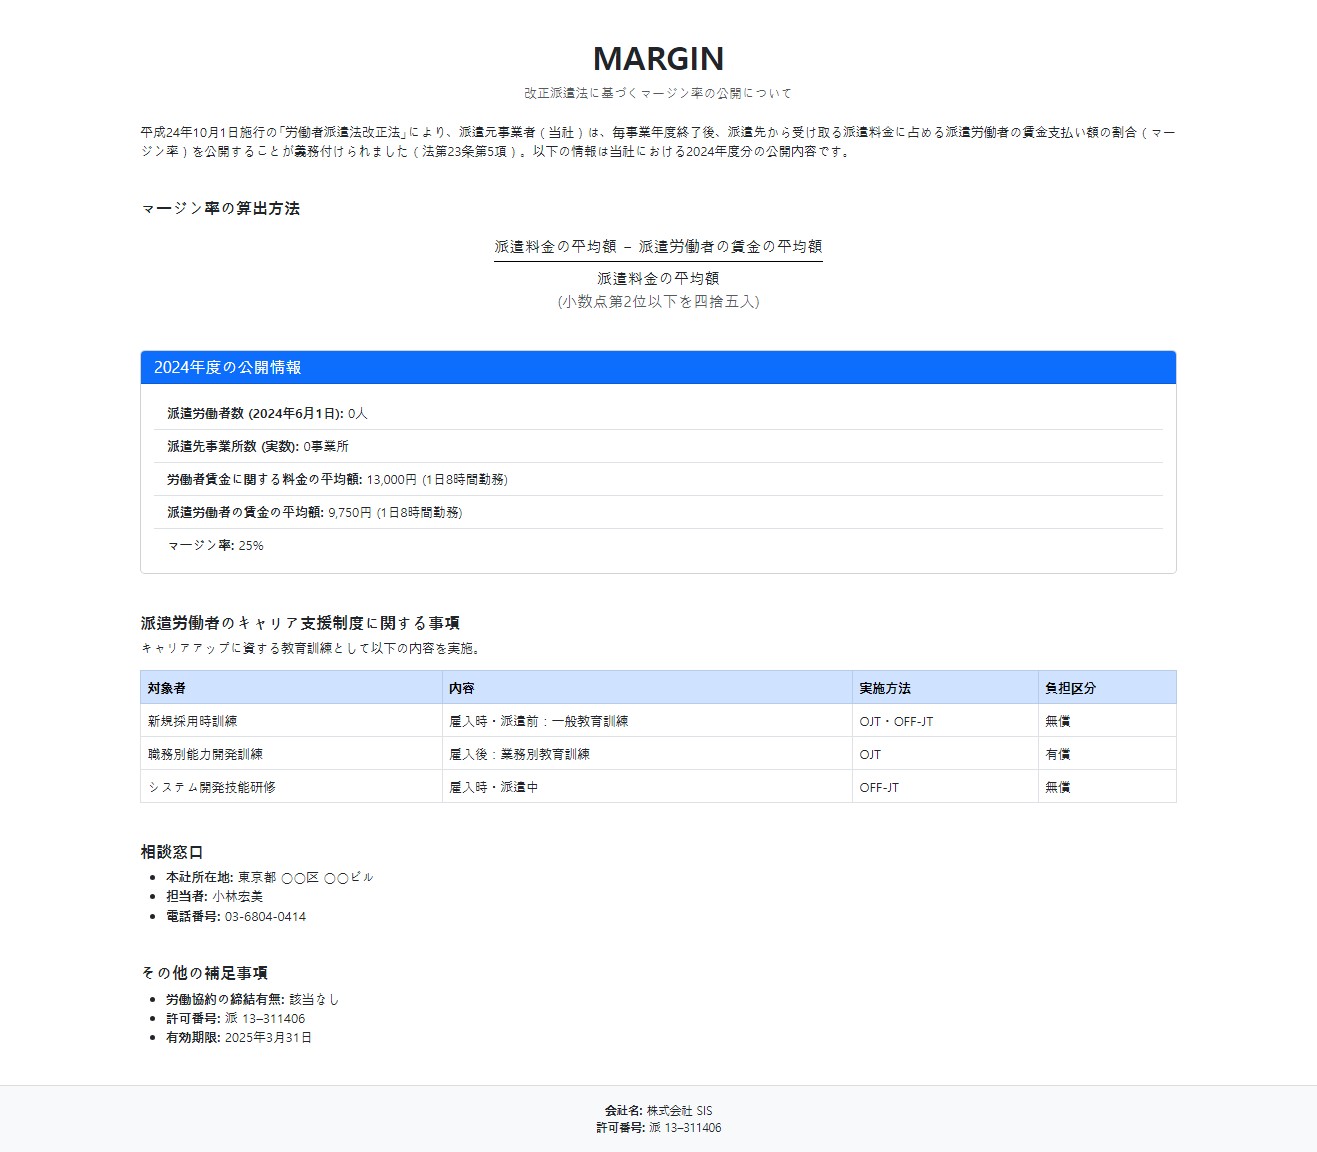 MARGIN
改正派遣法に基づくマージン率の公開について
平成24年10月1日施行の｢労働者派遣法改正法｣により、派遣元事業者（当社）は、毎事業年度終了後、派遣先から受け取る派遣料金に占める派遣労働者の賃金支払い額の割合（マー
ジン率）を公開することが義務付けられました（法第23条第5項）。以下の情報は当社における2024年度分の公開内容です。
マージン率の算出方法
派遣料金の平均額 − 派遣労働者の賃金の平均額
派遣料金の平均額
(小数点第2位以下を四捨五入)
2024年度の公開情報
派遣労働者数 (2024年6月1日): 0人
派遣先事業所数 (実数): 0事業所
労働者賃金に関する料金の平均額: 13,000円 (1日8時間勤務)
派遣労働者の賃金の平均額: 9,750円 (1日8時間勤務)
マージン率: 25%
派遣労働者のキャリア支援制度に関する事項
キャリアアップに資する教育訓練として以下の内容を実施。
対象者 内容 実施方法 負担区分
新規採用時訓練 雇入時・派遣前：一般教育訓練 OJT・OFF-JT 無償
職務別能力開発訓練 雇入後：業務別教育訓練 OJT 有償
システム開発技能研修 雇入時・派遣中 OFF-JT 無償
相談窓口
• 本社所在地: 東京都 〇〇区 〇〇ビル
• 担当者: 小林宏美
• 電話番号: 03-6804-0414
その他の補足事項
• 労働協約の締結有無: 該当なし
• 許可番号: 派 13–311406
• 有効期限: 2025年3月31日
会社名: 株式会社 SIS
許可番号: 派 13–311406